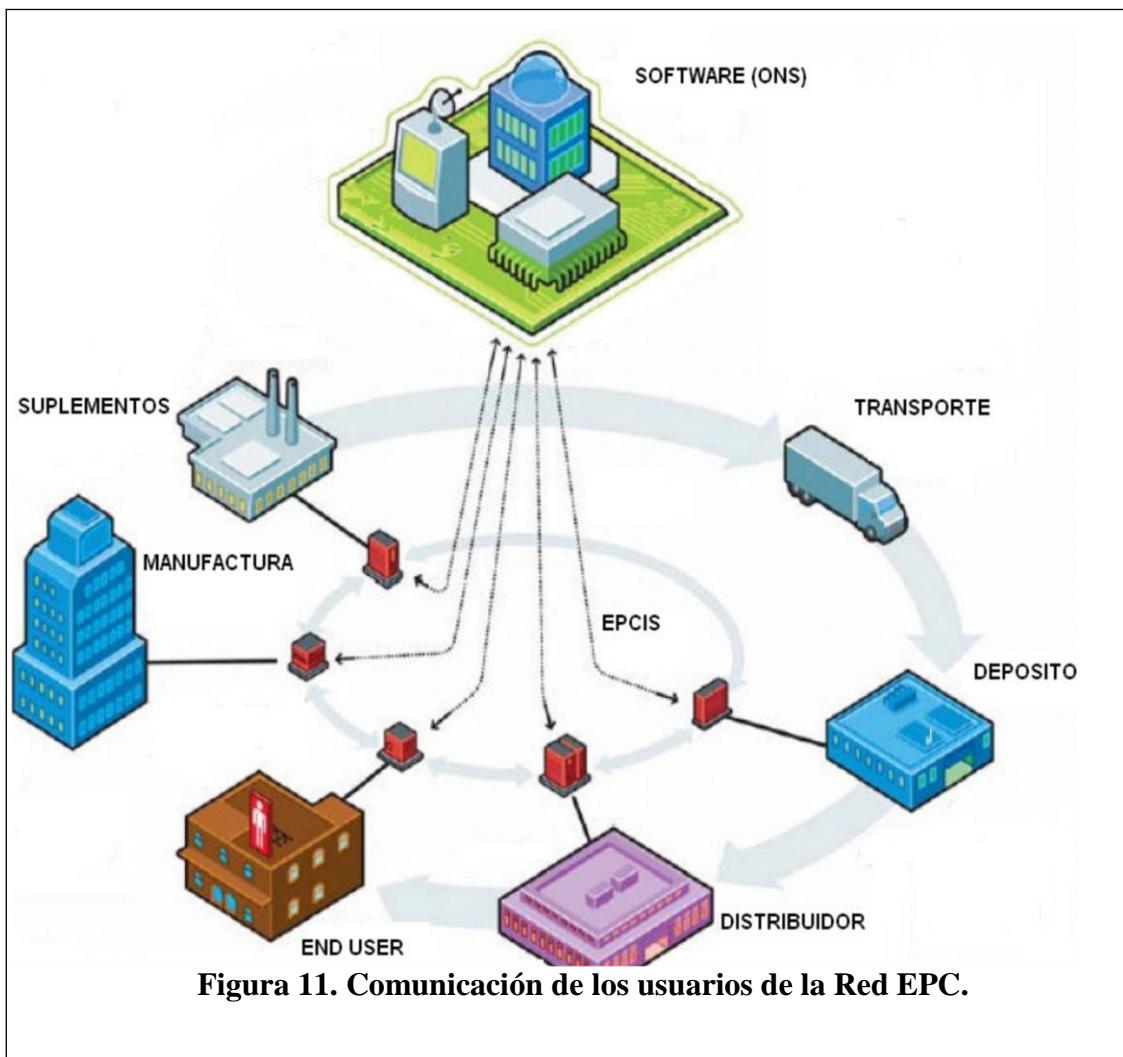 SOFTWARE (ONS)
SUPLEMENTOS
TRANSPORTE
MANUFACTURA
EPCIS
DEPOSITO
DISTRIBUIDOR
END USER
Figura 11. Comunicación de los usuarios de la Red EPC.